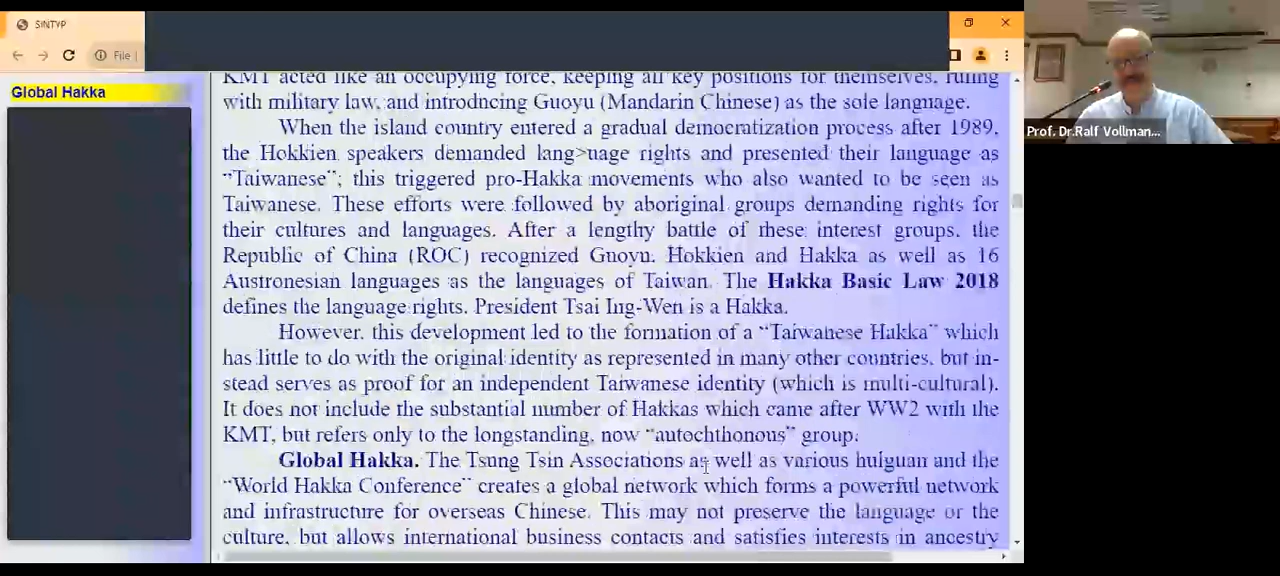 SINTYP
File
Global Hakka
KMT acted like an occupying force, keeping all key positions for themselves, ruling
with military law, and introducing Guoyu (Mandarin Chinese) as the sole language.
When the island country entered a gradual democratization process after 1989,
the Hokkien speakers demanded lang>uage rights and presented their language as
“Taiwanese”; this triggered pro-Hakka movements who also wanted to be seen as
Taiwanese. These efforts were followed by aboriginal groups demanding rights for
their cultures and languages. After a lengthy battle of these interest groups, the
Republic of China (ROC) recognized Guoyu, Hokkien and Hakka as well as 16
Austronesian languages as the languages of Taiwan. The Hakka Basic Law 2018
defines the language rights. President Tsai Ing-Wen is a Hakka.
However, this development led to the formation of a “Taiwanese Hakka” which
has little to do with the original identity as represented in many other countries, but in-
stead serves as proof for an independent Taiwanese identity (which is multi-cultural).
It does not include the substantial number of Hakkas which came after WW2 with the
KMT, but refers only to the longstanding, now “autochthonous” group.
Global Hakka. The Tsung Tsin Associations as well as various huiguan and the
“World Hakka Conference” creates a global network which forms a powerful network
and infrastructure for overseas Chinese. This may not preserve the language or the
culture, but allows international business contacts and satisfies interests in ancestry
Prof. Dr.Ralf Vollman...